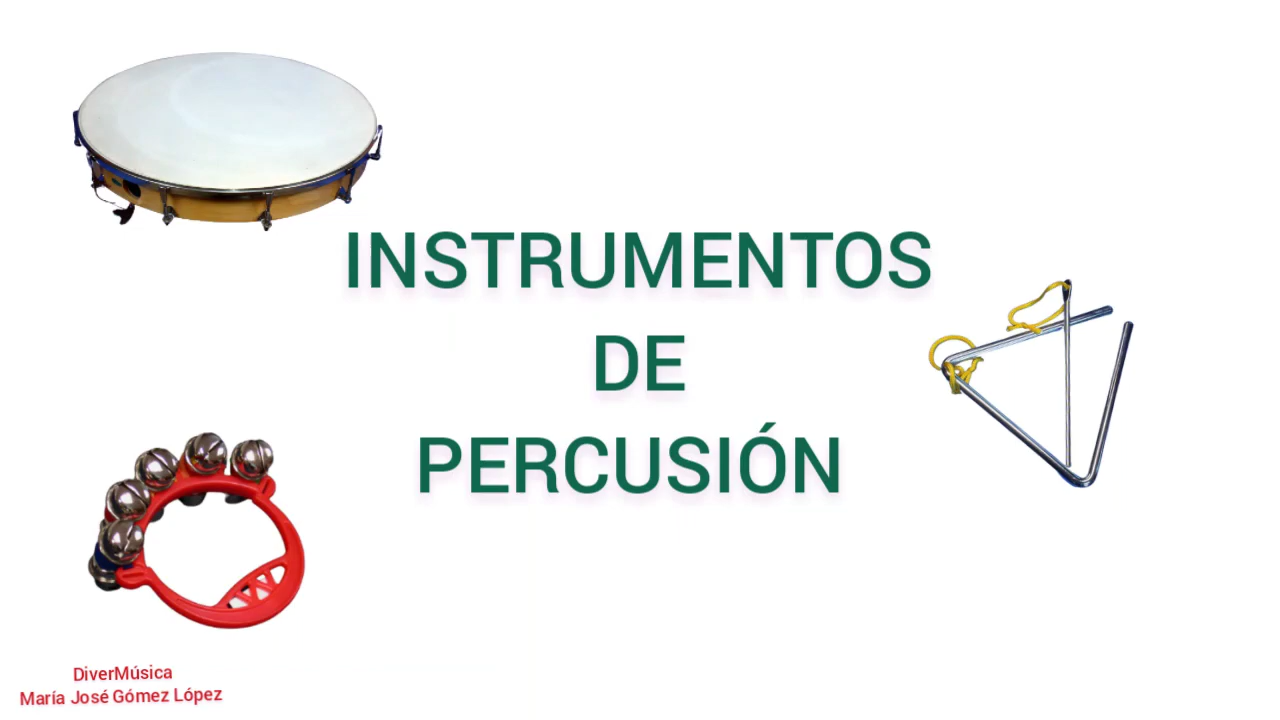 INSTRUMENTOS
DE
PERCUSIÓN
DiverMúsica
María José Gómez López